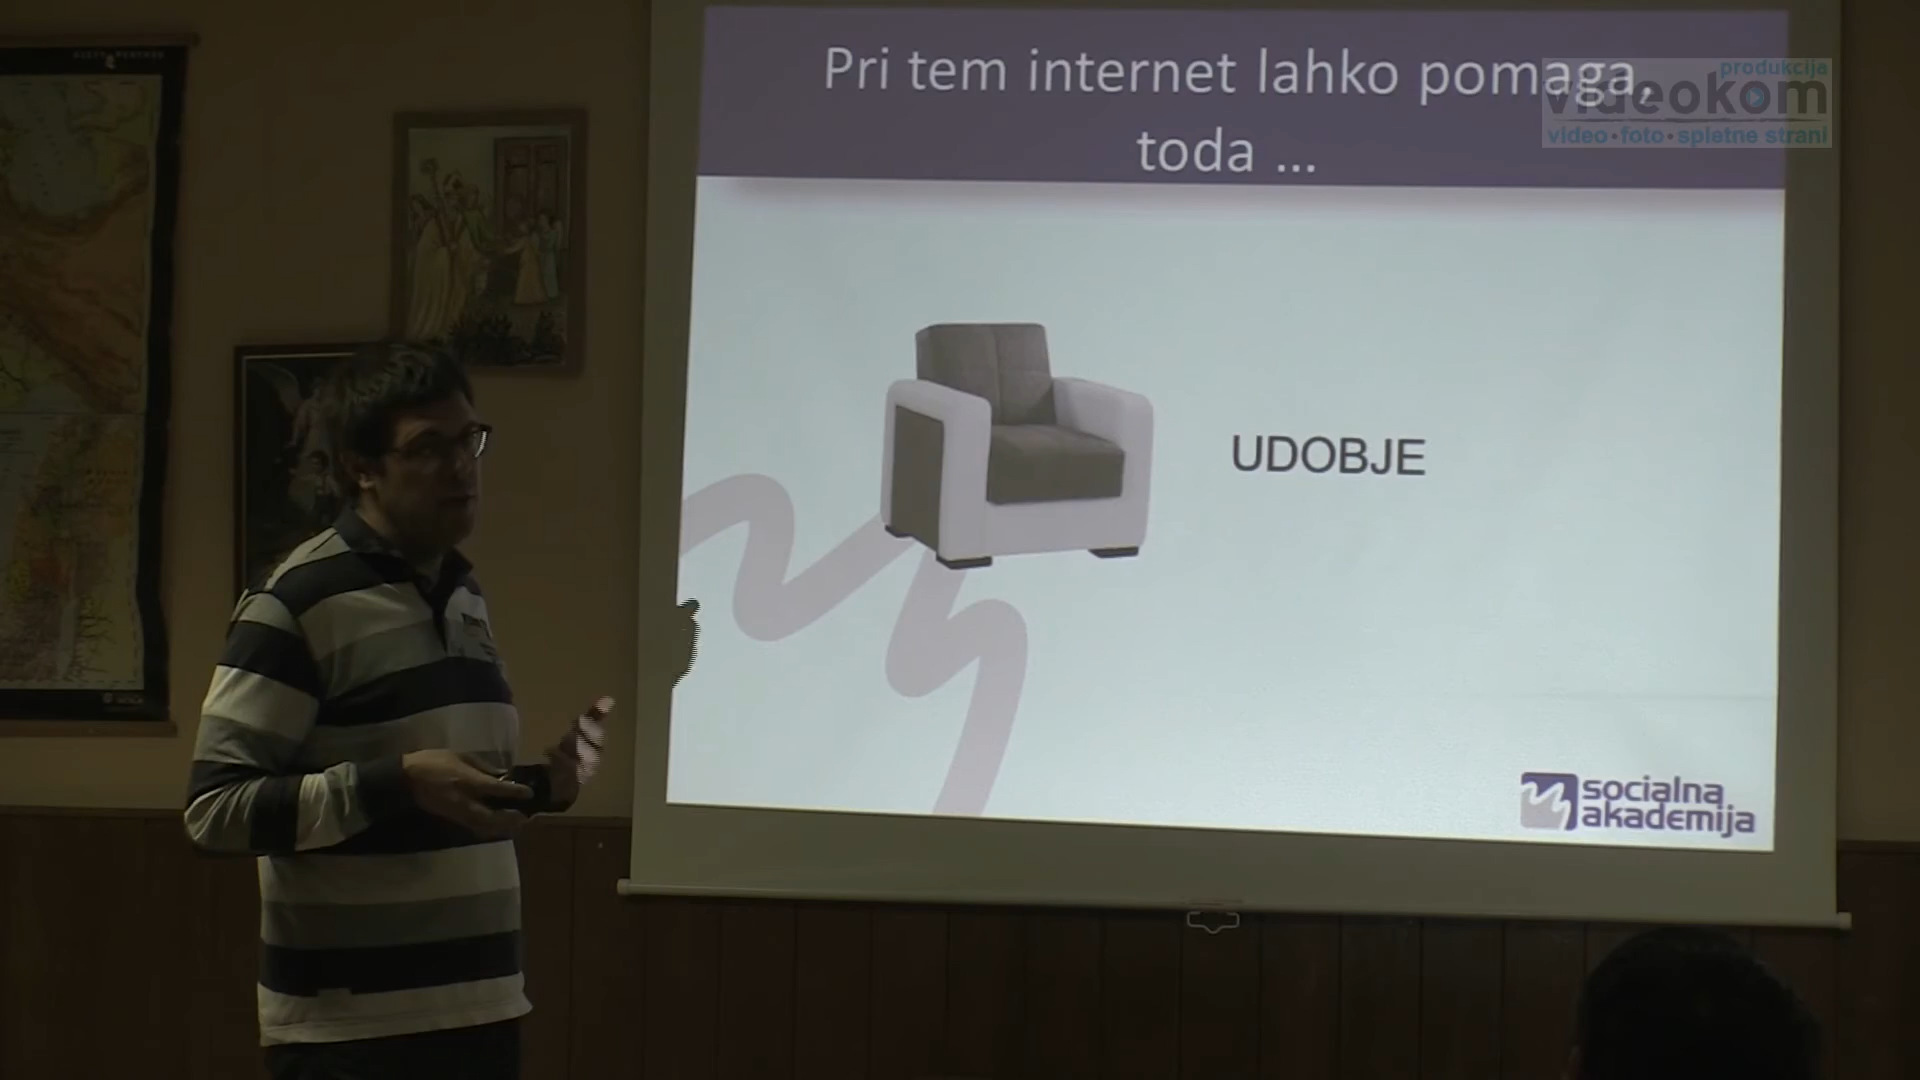 Pri tem internet lahko pomaga,
toda ...
produkcija
videokom
video • foto • spletne strani
UDOBJE
socialna
akademija